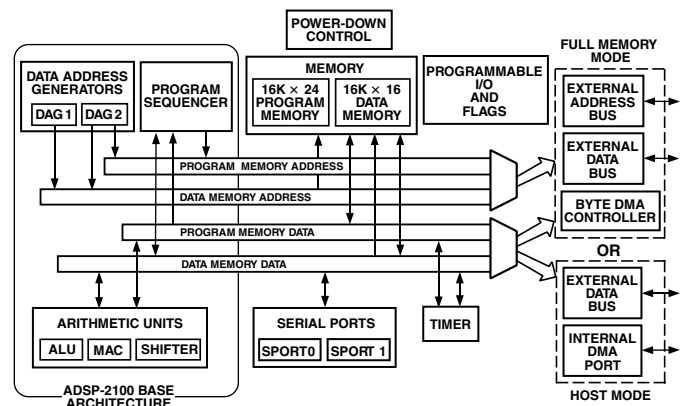 POWER-DOWN
CONTROL
FULL MEMORY
MODE
DATA ADDRESS
GENERATORS
DAG 1
DAG 2
PROGRAM
SEQUENCER
MEMORY
16K × 24
PROGRAM
MEMORY
16K × 16
DATA
MEMORY
PROGRAMMABLE
I/O
AND
FLAGS
EXTERNAL
ADDRESS
BUS
EXTERNAL
DATA
BUS
BYTE DMA
CONTROLLER
OR
PROGRAM MEMORY ADDRESS
DATA MEMORY ADDRESS
PROGRAM MEMORY DATA
DATA MEMORY DATA
EXTERNAL
DATA
BUS
INTERNAL
DMA
PORT
HOST MODE
ARITHMETIC UNITS
ALU
MAC
SHIFTER
SERIAL PORTS
SPORT0
SPORT 1
TIMER
ADSP-2100 BASE
ARCHITECTURE